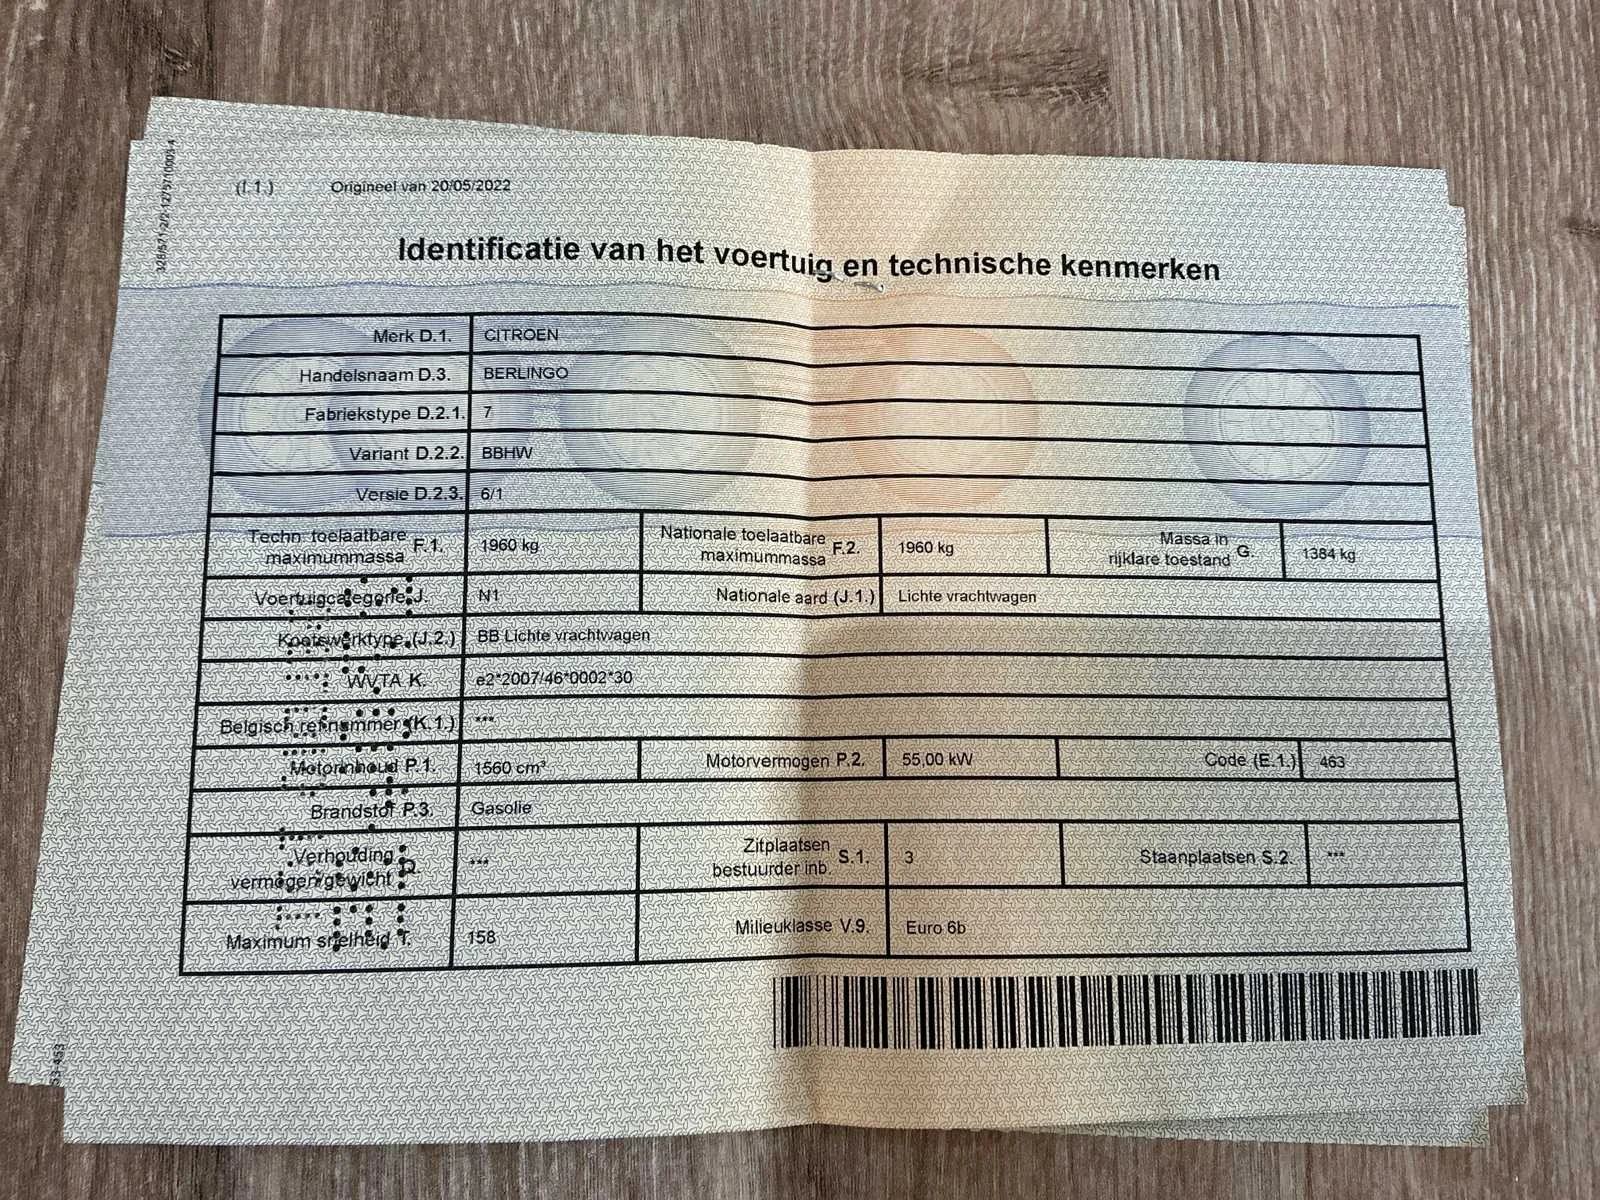 (I.1.) Origineel van 20/05/2022
Identificatie van het voertuig en technische kenmerken
Merk D.1. CITROEN
Handelsnaam D.3. BERLINGO
Fabriekstype D.2.1. 7
Variant D.2.2. BBHW
Versie D.2.3. 6/1
Techn. toelaatbare maximummassa F.1. 1960 kg Nationale toelaatbare maximummassa F.2. 1960 kg Massa in rijklare toestand G. 1384 kg
Voertuigcategorie J. N1 Nationale aard (J.1.) Lichte vrachtwagen
Koetswerktype (J.2.) BB Lichte vrachtwagen
WVTA K. e2*2007/46*0002*30
Belgisch refnummer (K.1.) ***
Motorinhoud P.1. 1560 cm³ Motorvermogen P.2. 55,00 kW Code (E.1.) 463
Brandstof P.3. Gasolie
Verhouding vermogen/gewicht Q. *** Zitplaatsen bestuurder inb. S.1. 3 Staanplaatsen S.2. ***
Maximum snelheid T. 158 Milieuklasse V.9. Euro 6b
53-453